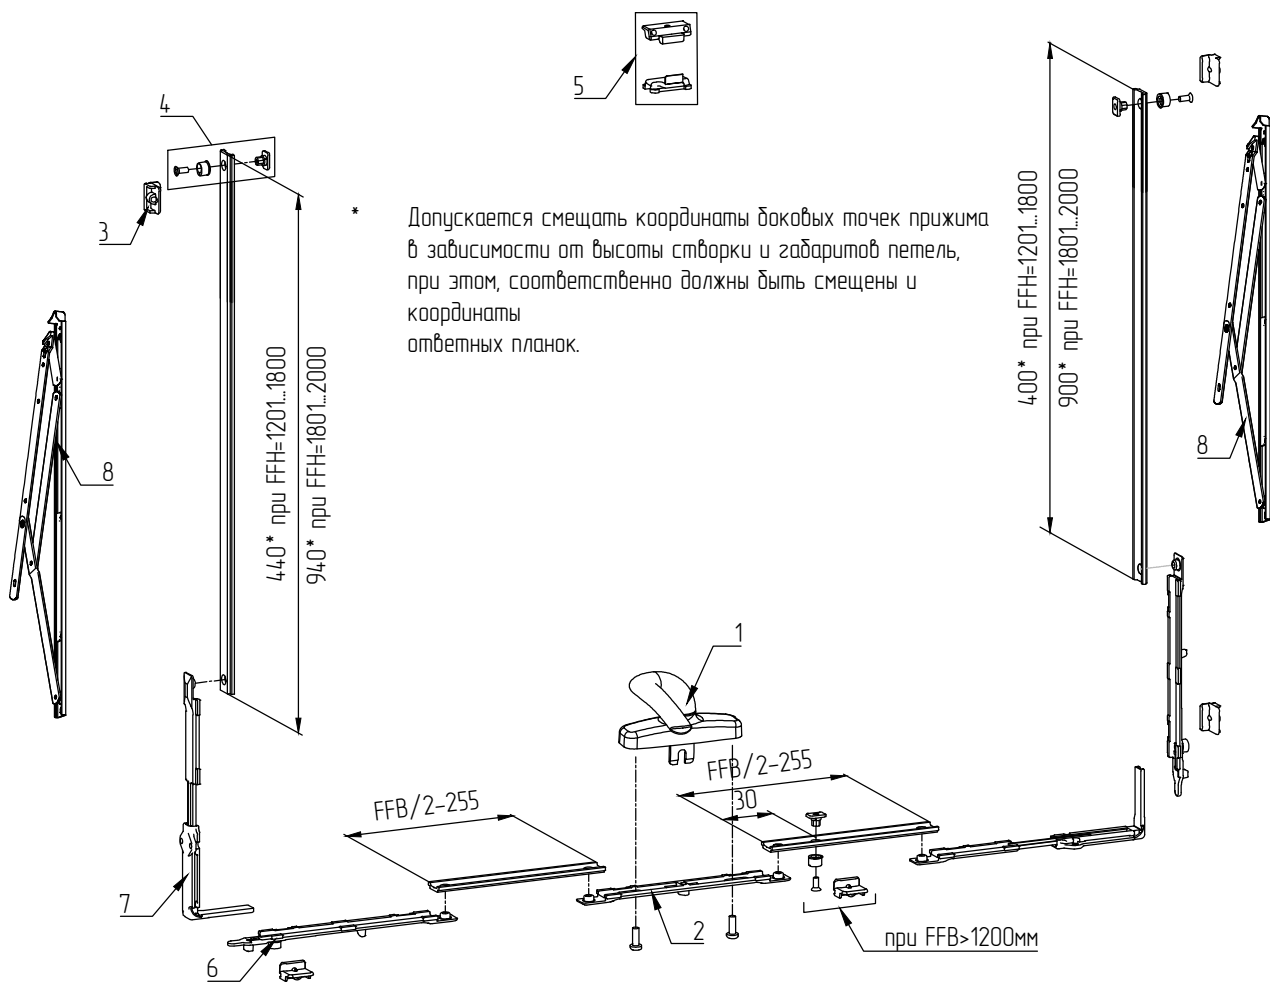 5
4
3
* Допускается смещать координаты боковых точек прижима
в зависимости от высоты створки и габаритов петель,
при этом, соответственно должны быть смещены и
координаты
ответных планок.
440* при FFH=1201...1800
940* при FFH=1801...2000
400* при FFH=1201...1800
900* при FFH=1801...2000
8
8
1
FFB/2-255
30
FFB/2-255
7
2
при FFB>1200мм
6